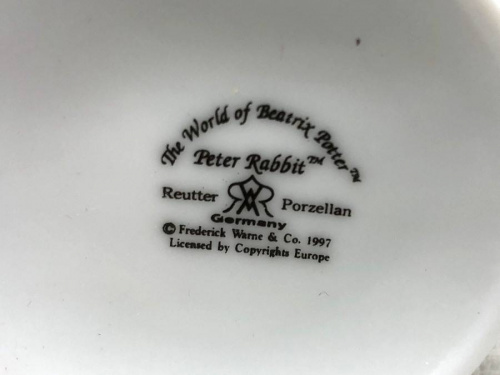 The World of Beatrix Potter™
Peter Rabbit™
Reutter Porzellan
Germany
© Frederick Warne & Co. 1997
Licensed by Copyrights Europe